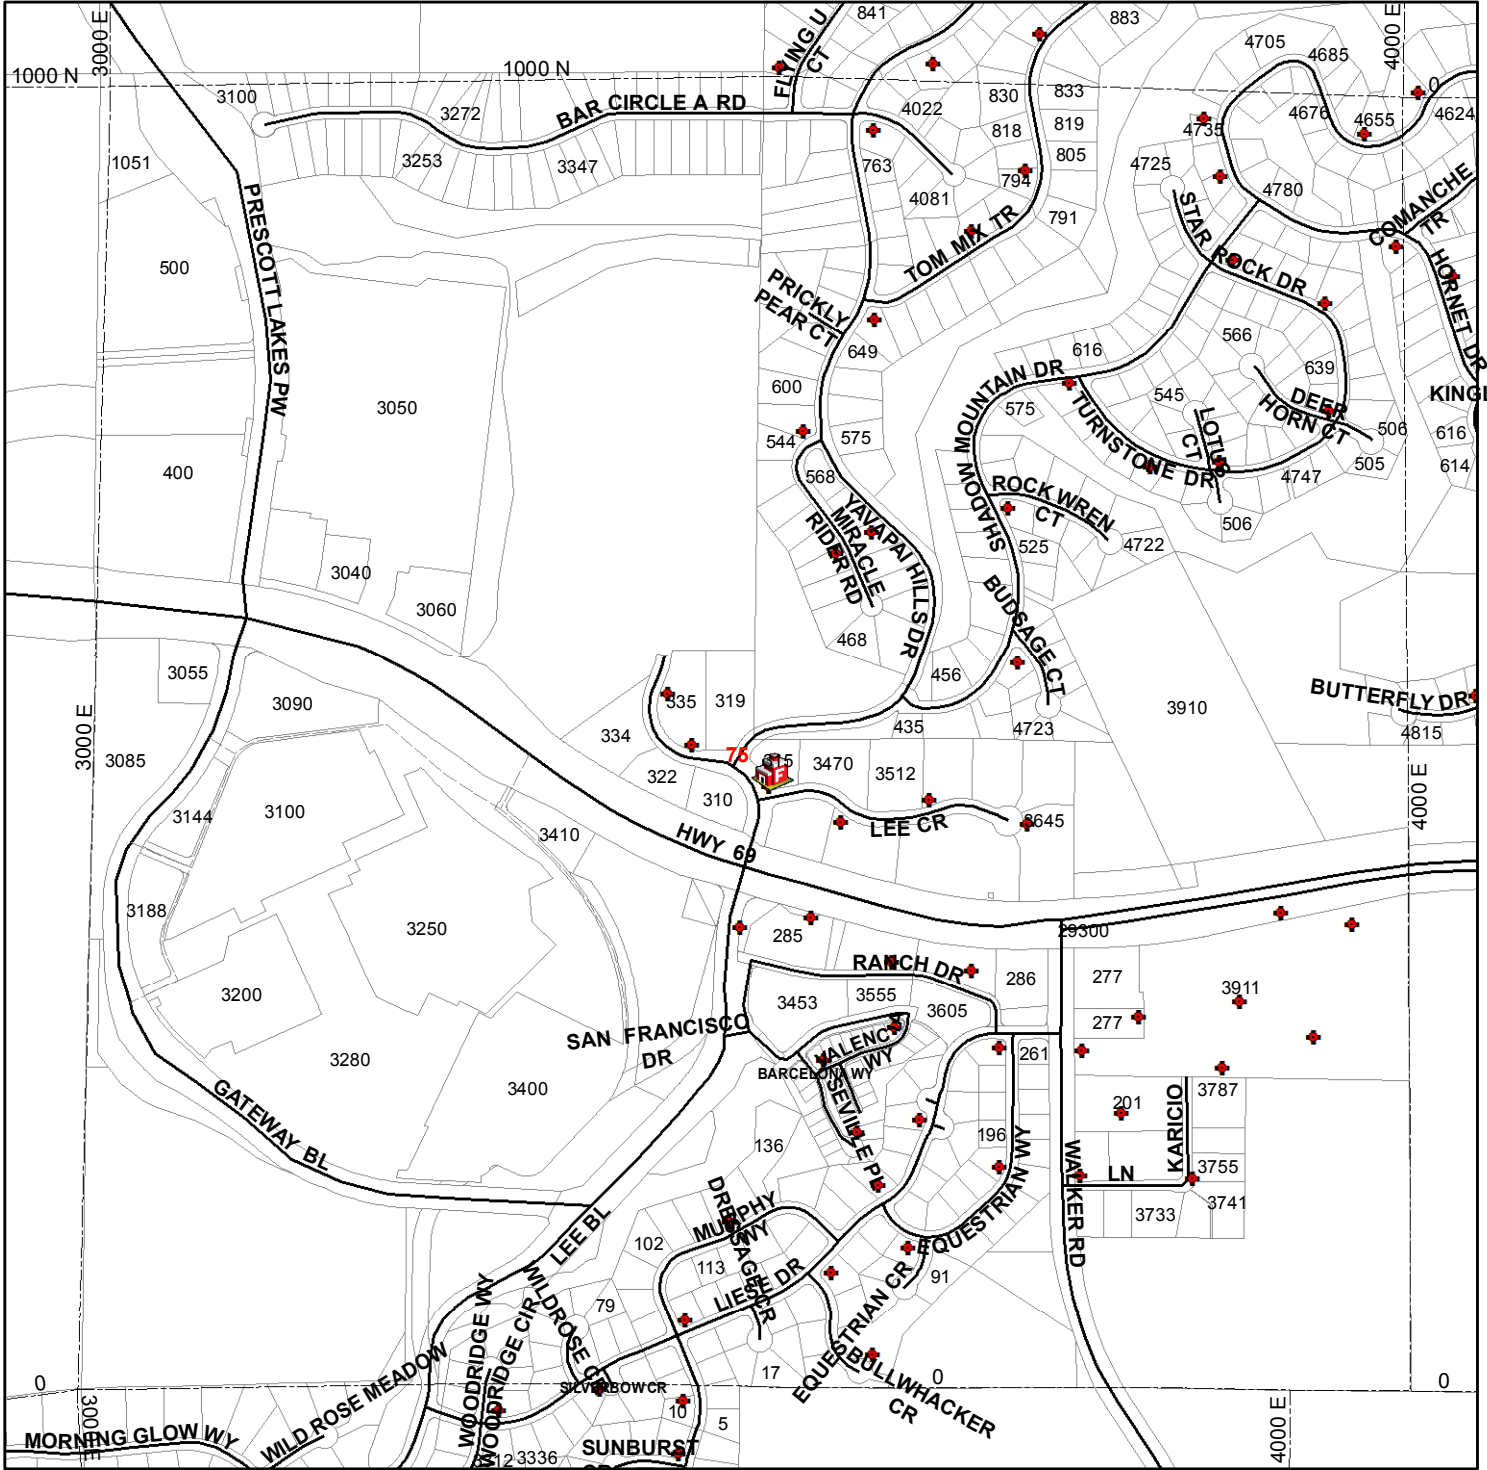 841
883
4705
4685
3000 E
4000 E
1000 N
1000 N
FLYING U
CT
0
3100
3272
BAR CIRCLE A RD
4022
830
833
4735
4676
4655
4624
818
819
1051
3253
3347
763
794
805
4725
4780
COMANCHE
TR
4081
791
PRESCOTT LAKES PW
STAR ROCK DR
500
TOM MIX TR
HORNET DR
PRICKLY
PEAR CT
649
616
566
639
600
3050
MOUNTAIN DR
575
545
DEER
HORN CT
KINGL
544
575
TURNSTONE DR
LOTUS
CT
506
616
400
568
4747
505
614
SHADOW
ROCK WREN
CT
506
YAVAPAI HILLS DR
MIRACLE
RIDER RD
525
4722
3040
3060
BUDSAGE CT
468
3055
456
3090
335
319
BUTTERFLY DR
334
435
4723
3910
4815
3000 E
3085
75
315
F
3470
3512
322
310
4000 E
3144
3100
3410
HWY 69
LEE CR
3645
3188
3250
285
29300
RANCH DR
286
277
3200
3453
3555
3605
3911
277
SAN FRANCISCO
DR
VALENCIA
WY
261
3280
BARCELONA WY
3400
SEVILLE PL
3787
201
GATEWAY BL
136
196
KARICIO
LN
3755
WALKER RD
EQUESTRIAN WY
3741
3733
DRESSAGE CR
MURPHY
WY
LEE BL
102
113
LIESE DR
91
WILDROSE CR
79
EQUESTRIAN CR
WOODRIDGE WY
WOODRIDGE CIR
17
BULLWHACKER
CR
0
SILVERBOW CR
0
0
3000 E
WILD ROSE MEADOW
10
5
4000 E
MORNING GLOW WY
3312
3336
SUNBURST